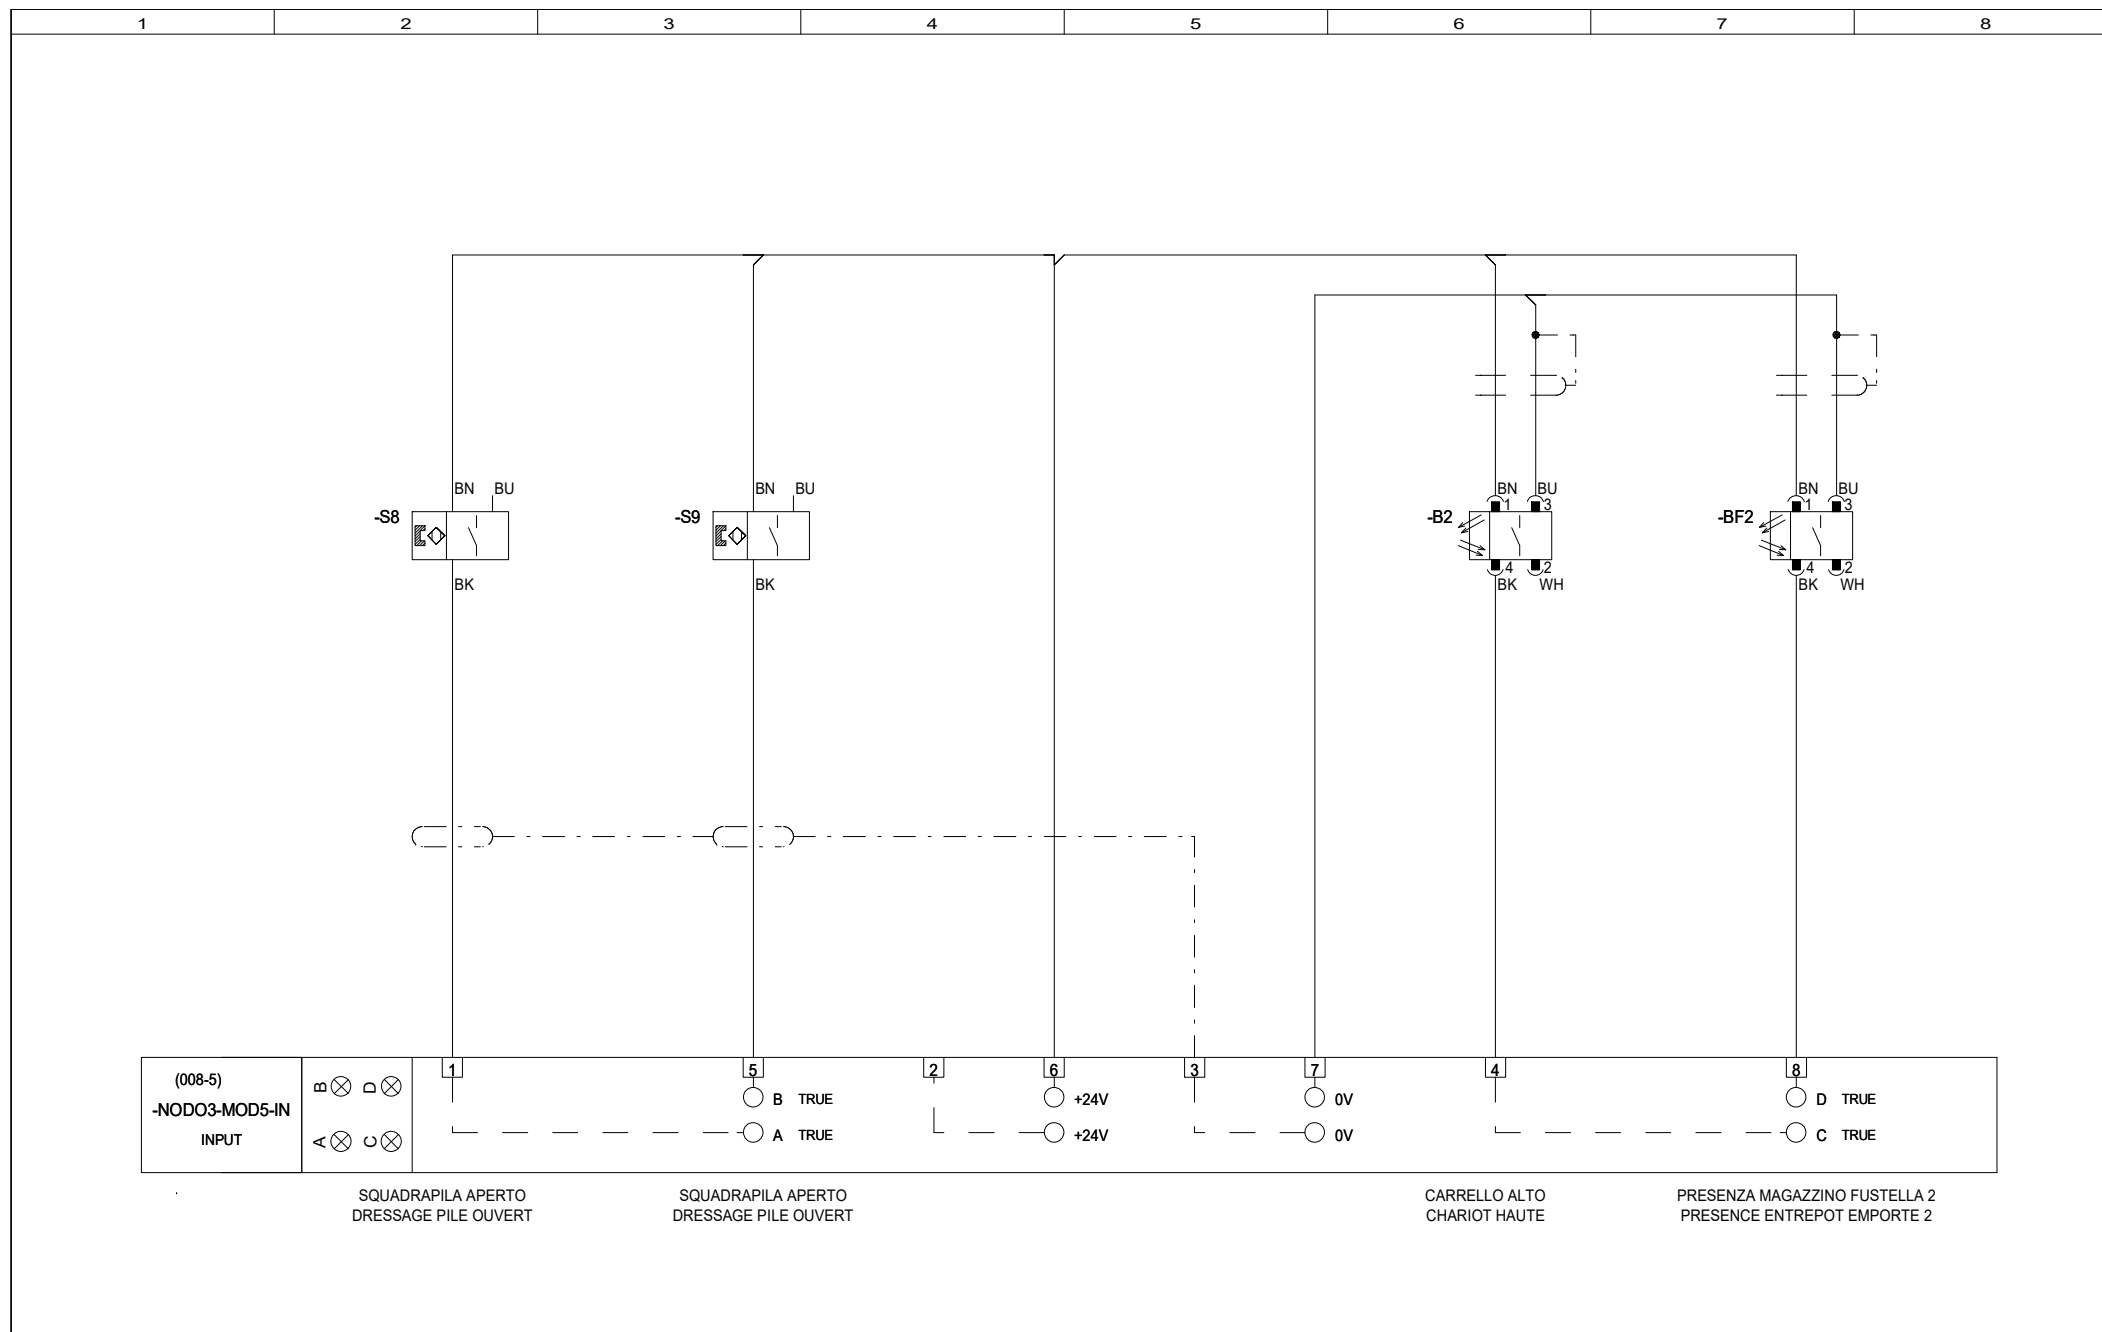 1 2 3 4 5 6 7 8
BN BU BN BU BN BU BN BU
1 3 1 3
-S8 -S9 -B2 -BF2
4 2 4 2
BK BK BK WH BK WH
1 5 2 6 3 7 4 8
(008-5)
-NODO3-MOD5-IN
INPUT
B D
A C
B TRUE +24V 0V D TRUE
A TRUE +24V 0V C TRUE
SQUADRAPILA APERTO
DRESSAGE PILE OUVERT
SQUADRAPILA APERTO
DRESSAGE PILE OUVERT
CARRELLO ALTO
CHARIOT HAUTE
PRESENZA MAGAZZINO FUSTELLA 2
PRESENCE ENTREPOT EMPORTE 2